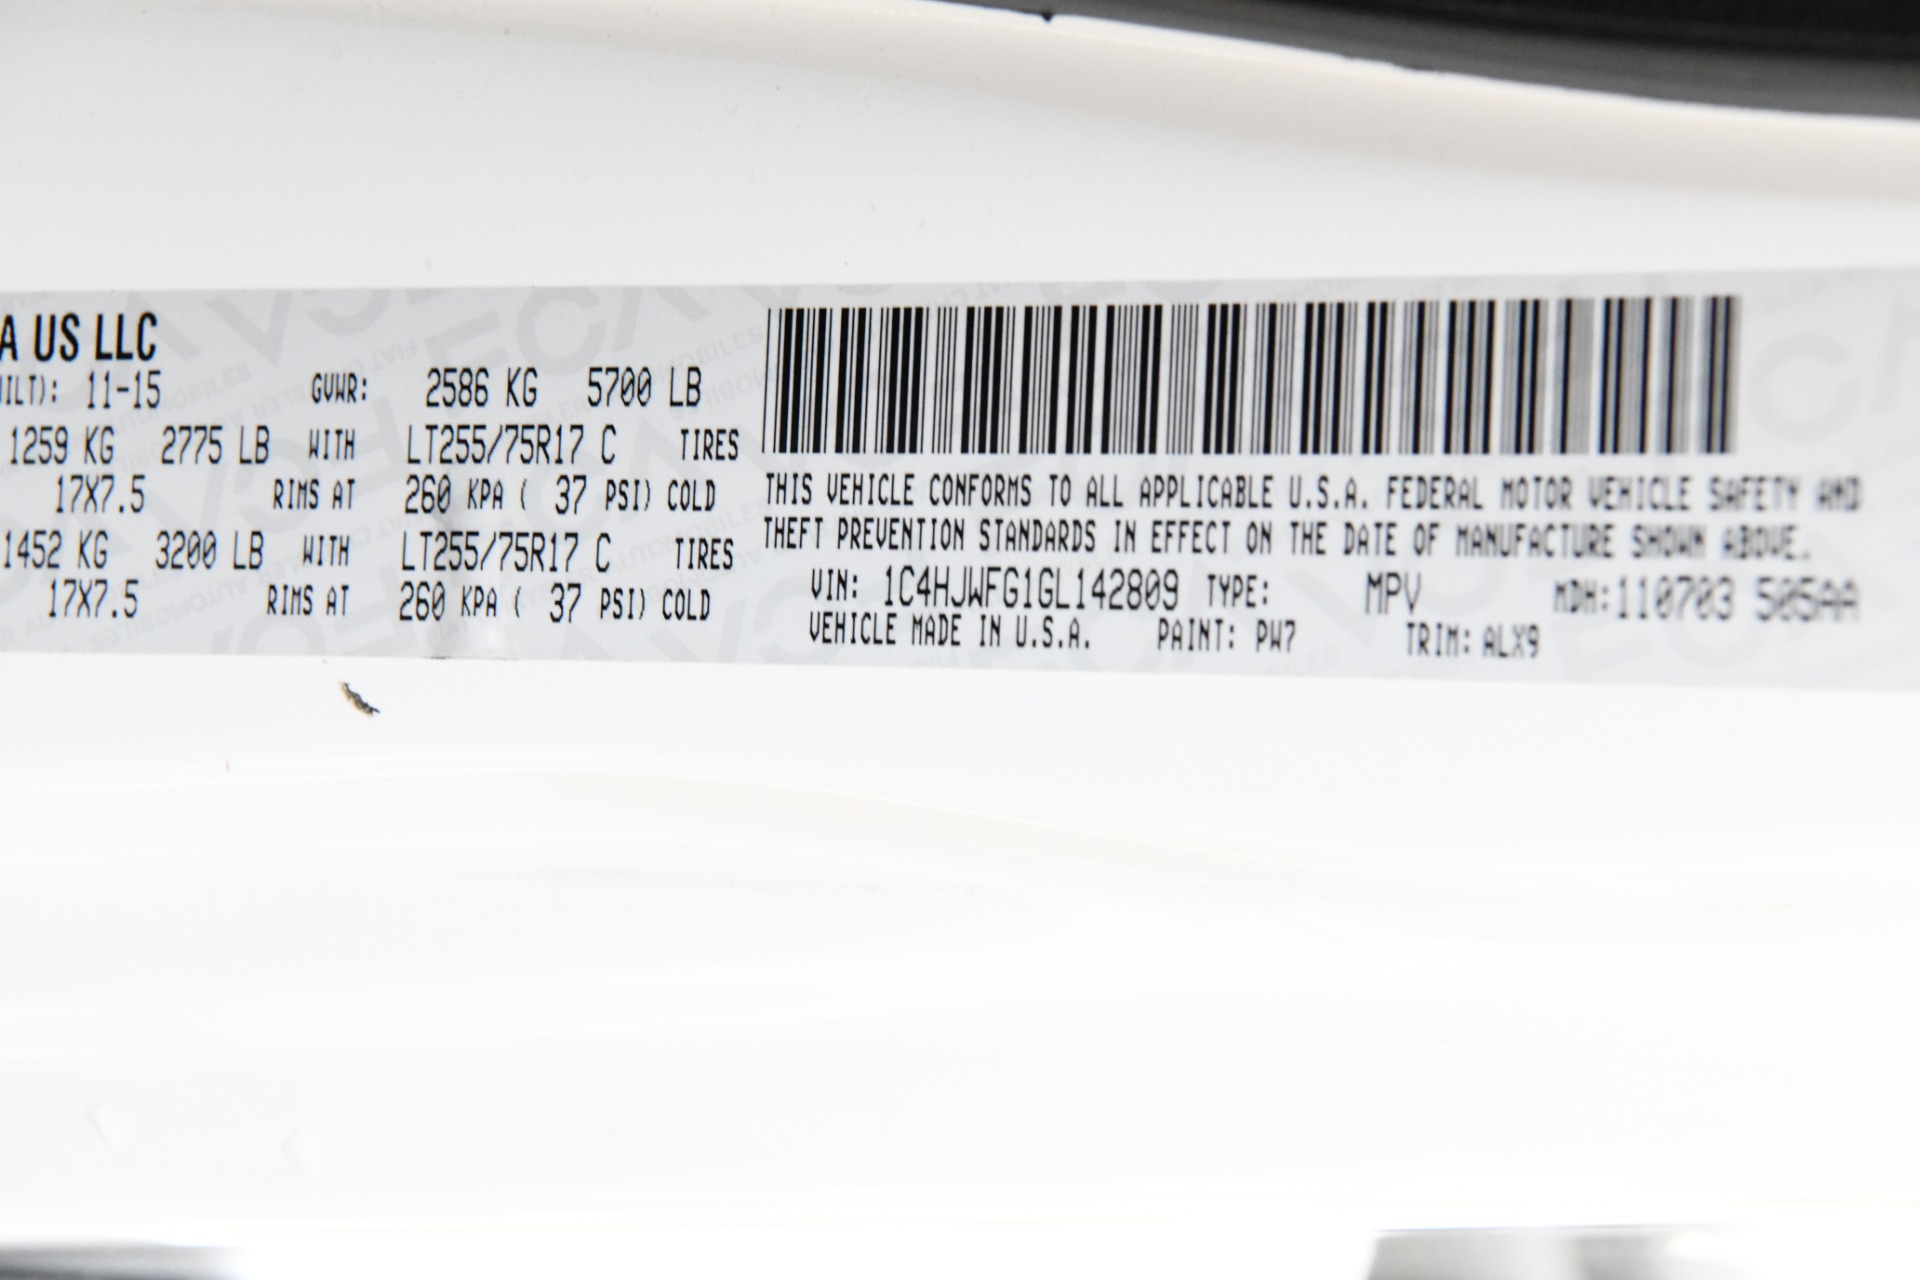 A US LLC
UILT): 11-15 GVWR: 2586 KG 5700 LB
1259 KG 2775 LB WITH LT255/75R17 C TIRES
17X7.5 RIMS AT 260 KPA ( 37 PSI) COLD
1452 KG 3200 LB WITH LT255/75R17 C TIRES
17X7.5 RIMS AT 260 KPA ( 37 PSI) COLD
THIS VEHICLE CONFORMS TO ALL APPLICABLE U.S.A. FEDERAL MOTOR VEHICLE SAFETY AND
THEFT PREVENTION STANDARDS IN EFFECT ON THE DATE OF MANUFACTURE SHOWN ABOVE.
VIN: 1C4HJWFG1GL142809 TYPE: MPV MDH:110703 505AA
VEHICLE MADE IN U.S.A. PAINT: PW7 TRIM: ALX9